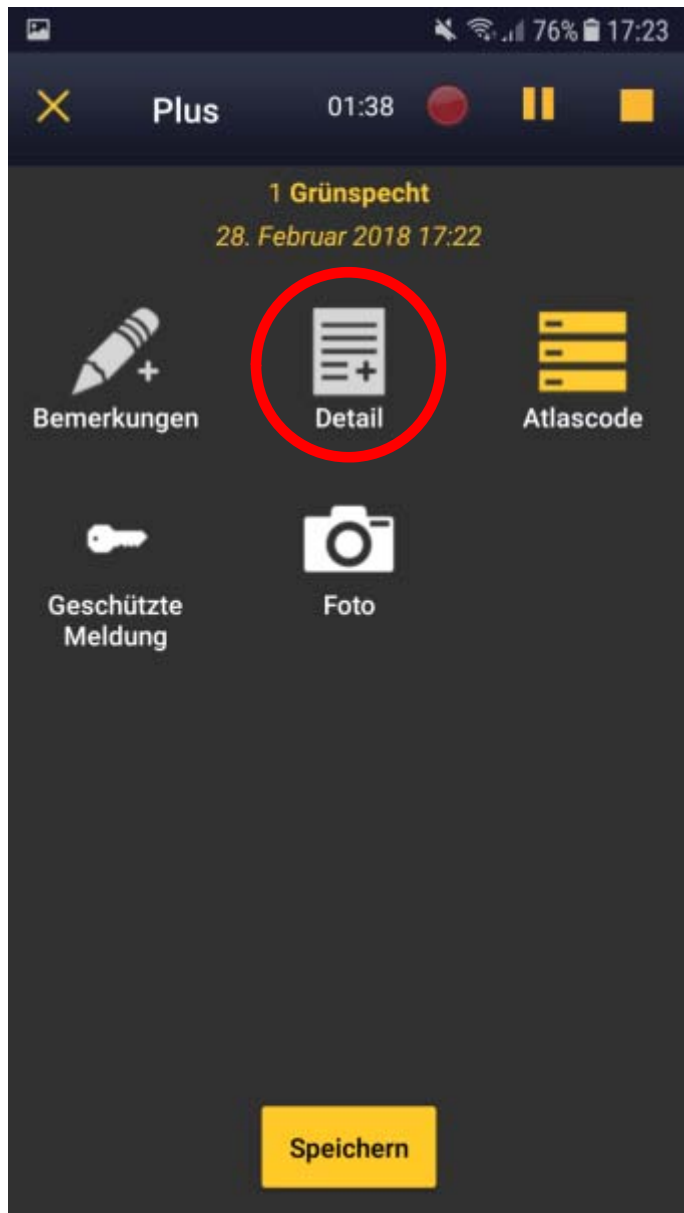 76% 17:23
Plus 01:38
1 Grünspecht
28. Februar 2018 17:22
Bemerkungen Detail Atlascode
Geschützte Foto
Meldung
Speichern